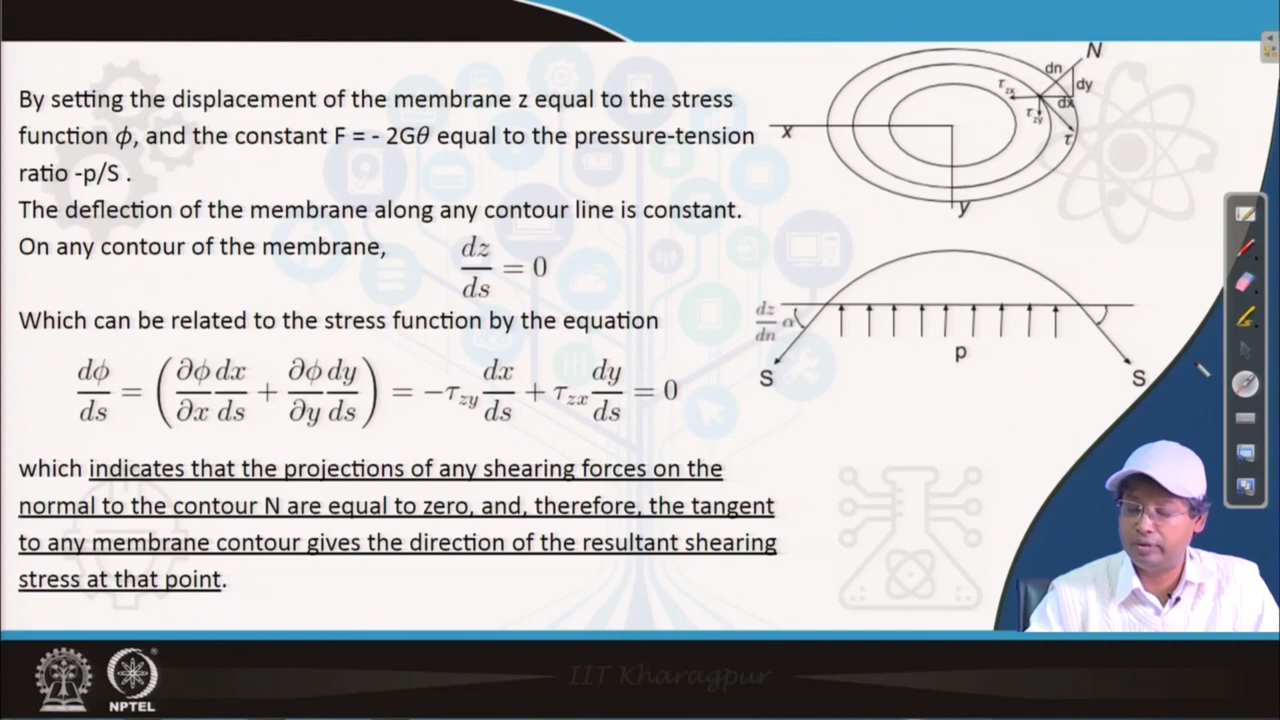 By setting the displacement of the membrane z equal to the stress
function ϕ, and the constant F = - 2Gθ equal to the pressure-tension
ratio -p/S .
The deflection of the membrane along any contour line is constant.
On any contour of the membrane, dz/ds = 0
Which can be related to the stress function by the equation
dϕ/ds = (∂ϕ/∂x dx/ds + ∂ϕ/∂y dy/ds) = −τzy dx/ds + τzx dy/ds = 0
which indicates that the projections of any shearing forces on the
normal to the contour N are equal to zero, and, therefore, the tangent
to any membrane contour gives the direction of the resultant shearing
stress at that point.
N
dn
dy
τzx
dx
τzy
τ
x
y
dz/dn α
p
S
S
IIT Kharagpur
NPTEL